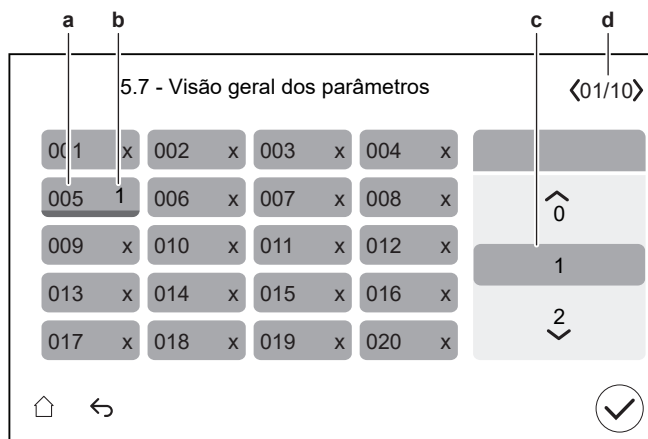 a b c d
5.7 - Visão geral dos parâmetros 01/10
001 x 002 x 003 x 004 x
005 1 006 x 007 x 008 x 0
009 x 010 x 011 x 012 x 1
013 x 014 x 015 x 016 x 2
017 x 018 x 019 x 020 x